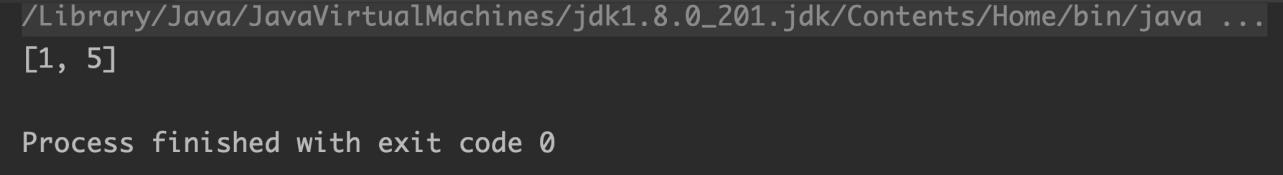 /Library/Java/JavaVirtualMachines/jdk1.8.0_201.jdk/Contents/Home/bin/java ...
[1, 5]
Process finished with exit code 0